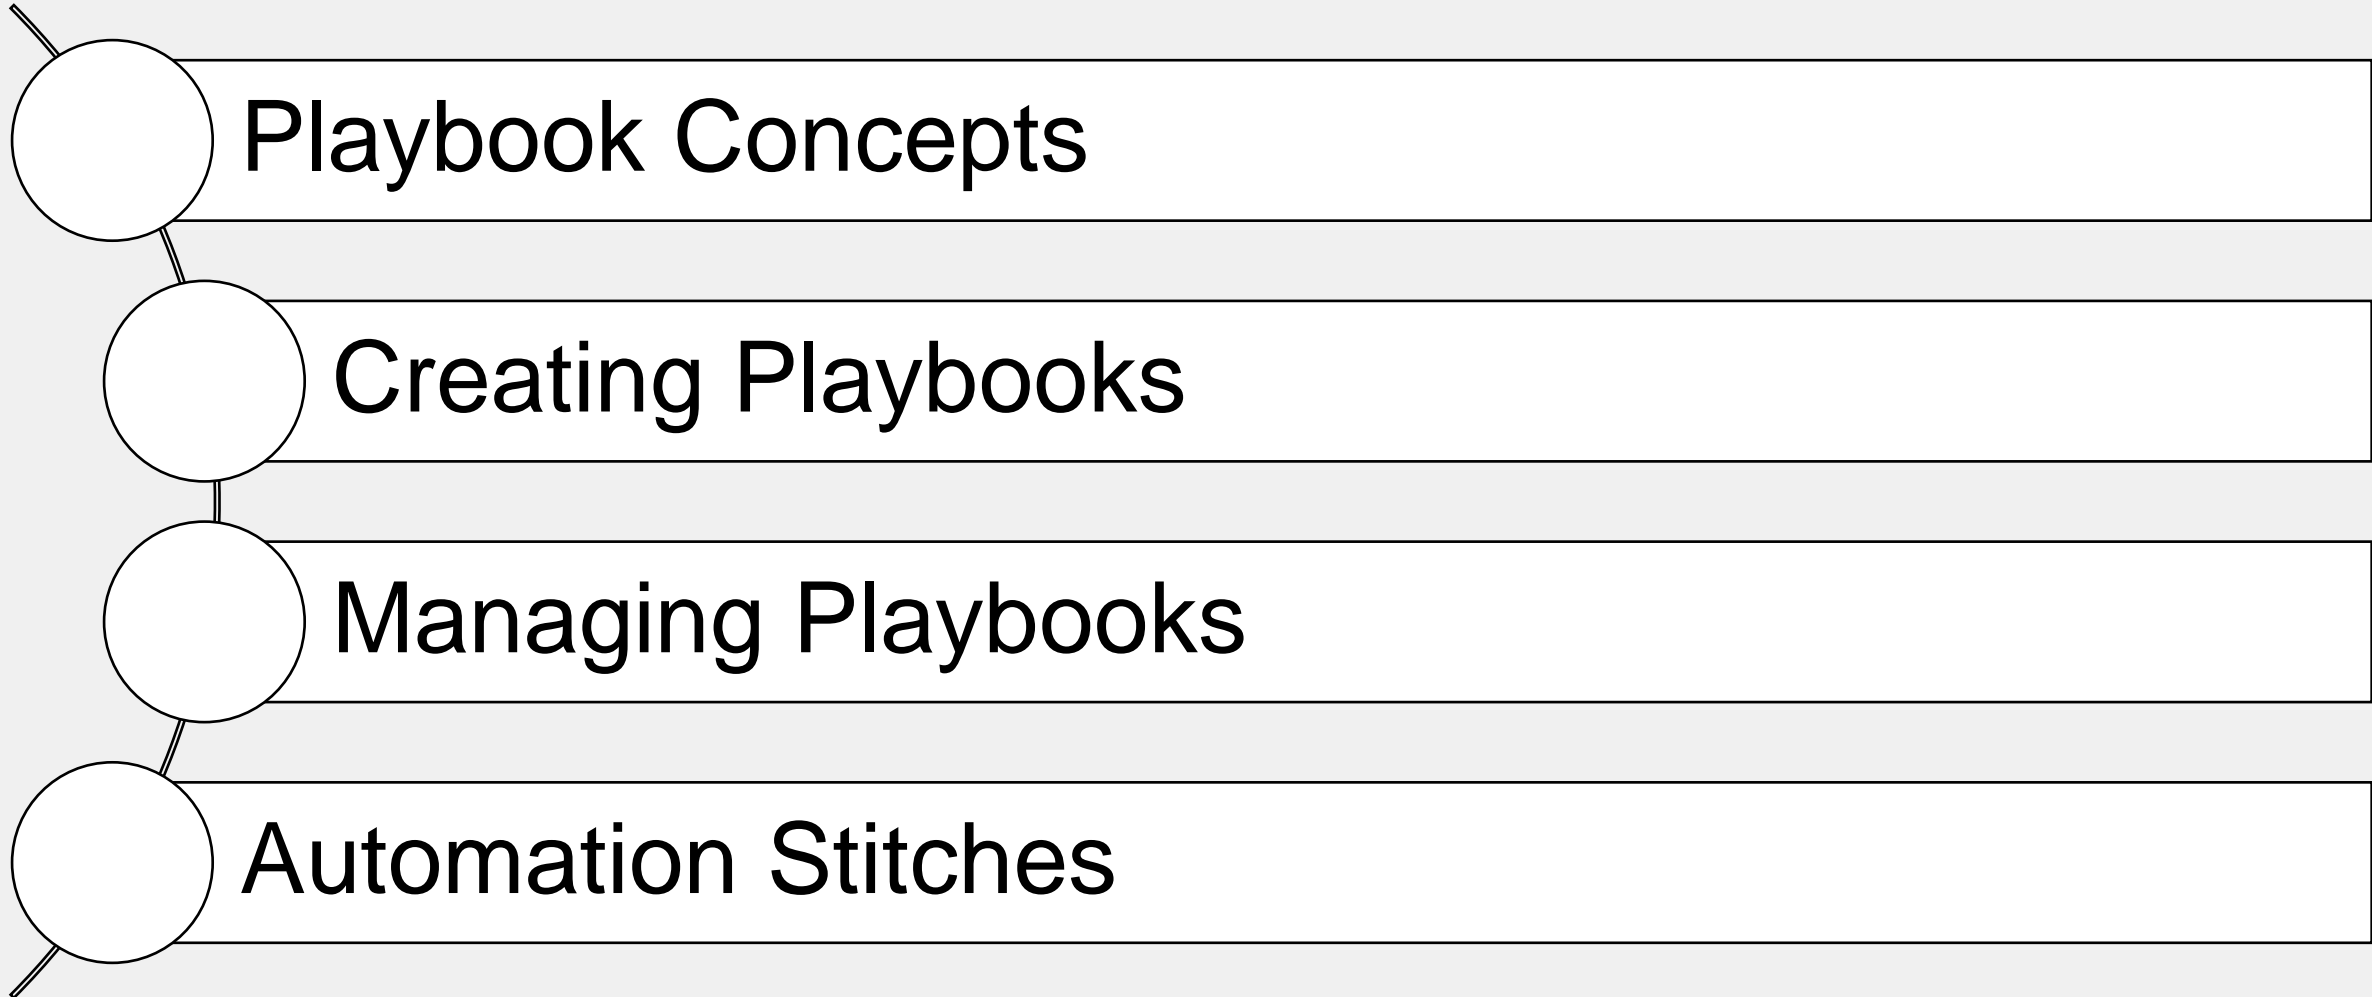 Playbook Concepts
Creating Playbooks
Managing Playbooks
Automation Stitches